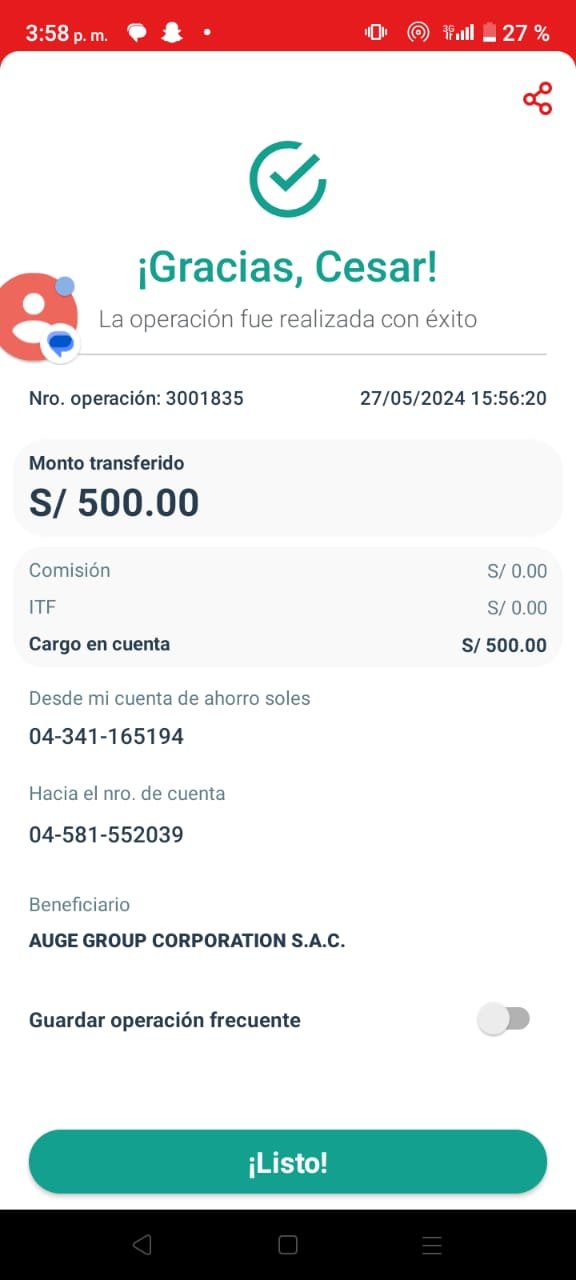 3:58 p. m.
3G
27 %
¡Gracias, Cesar!
La operación fue realizada con éxito
Nro. operación: 3001835
27/05/2024 15:56:20
Monto transferido
S/ 500.00
Comisión
S/ 0.00
ITF
S/ 0.00
Cargo en cuenta
S/ 500.00
Desde mi cuenta de ahorro soles
04-341-165194
Hacia el nro. de cuenta
04-581-552039
Beneficiario
AUGE GROUP CORPORATION S.A.C.
Guardar operación frecuente
¡Listo!